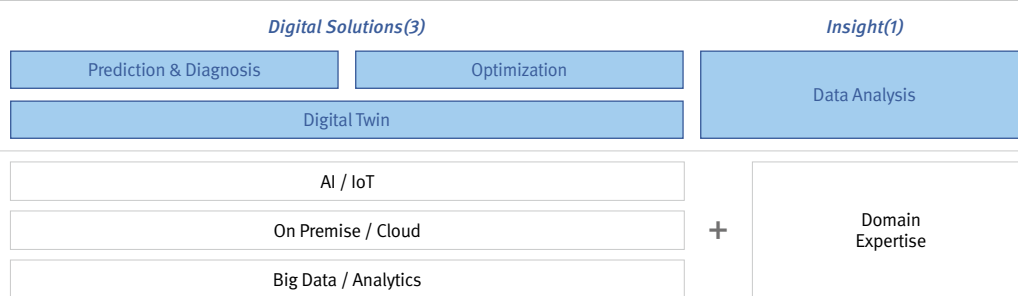 Digital Solutions(3)
Insight(1)
Prediction & Diagnosis
Optimization
Data Analysis
Digital Twin
AI / IoT
On Premise / Cloud
+
Domain
Expertise
Big Data / Analytics